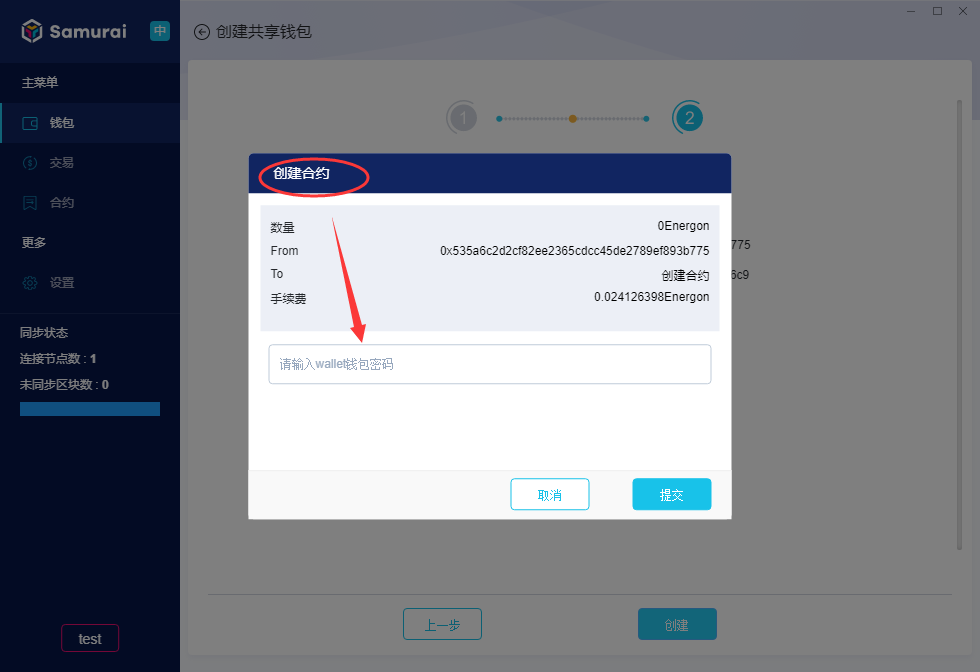 Samurai 中
主菜单
钱包
交易
合约
更多
设置
同步状态
连接节点数 : 1
未同步区块数 : 0
test
创建共享钱包
1 2
创建合约
数量 0Energon
From 0x535a6c2d2cf82ee2365cdcc45de2789ef893b775
775
To 创建合约
6c9
手续费 0.024126398Energon
请输入wallet钱包密码
取消 提交
上一步 创建